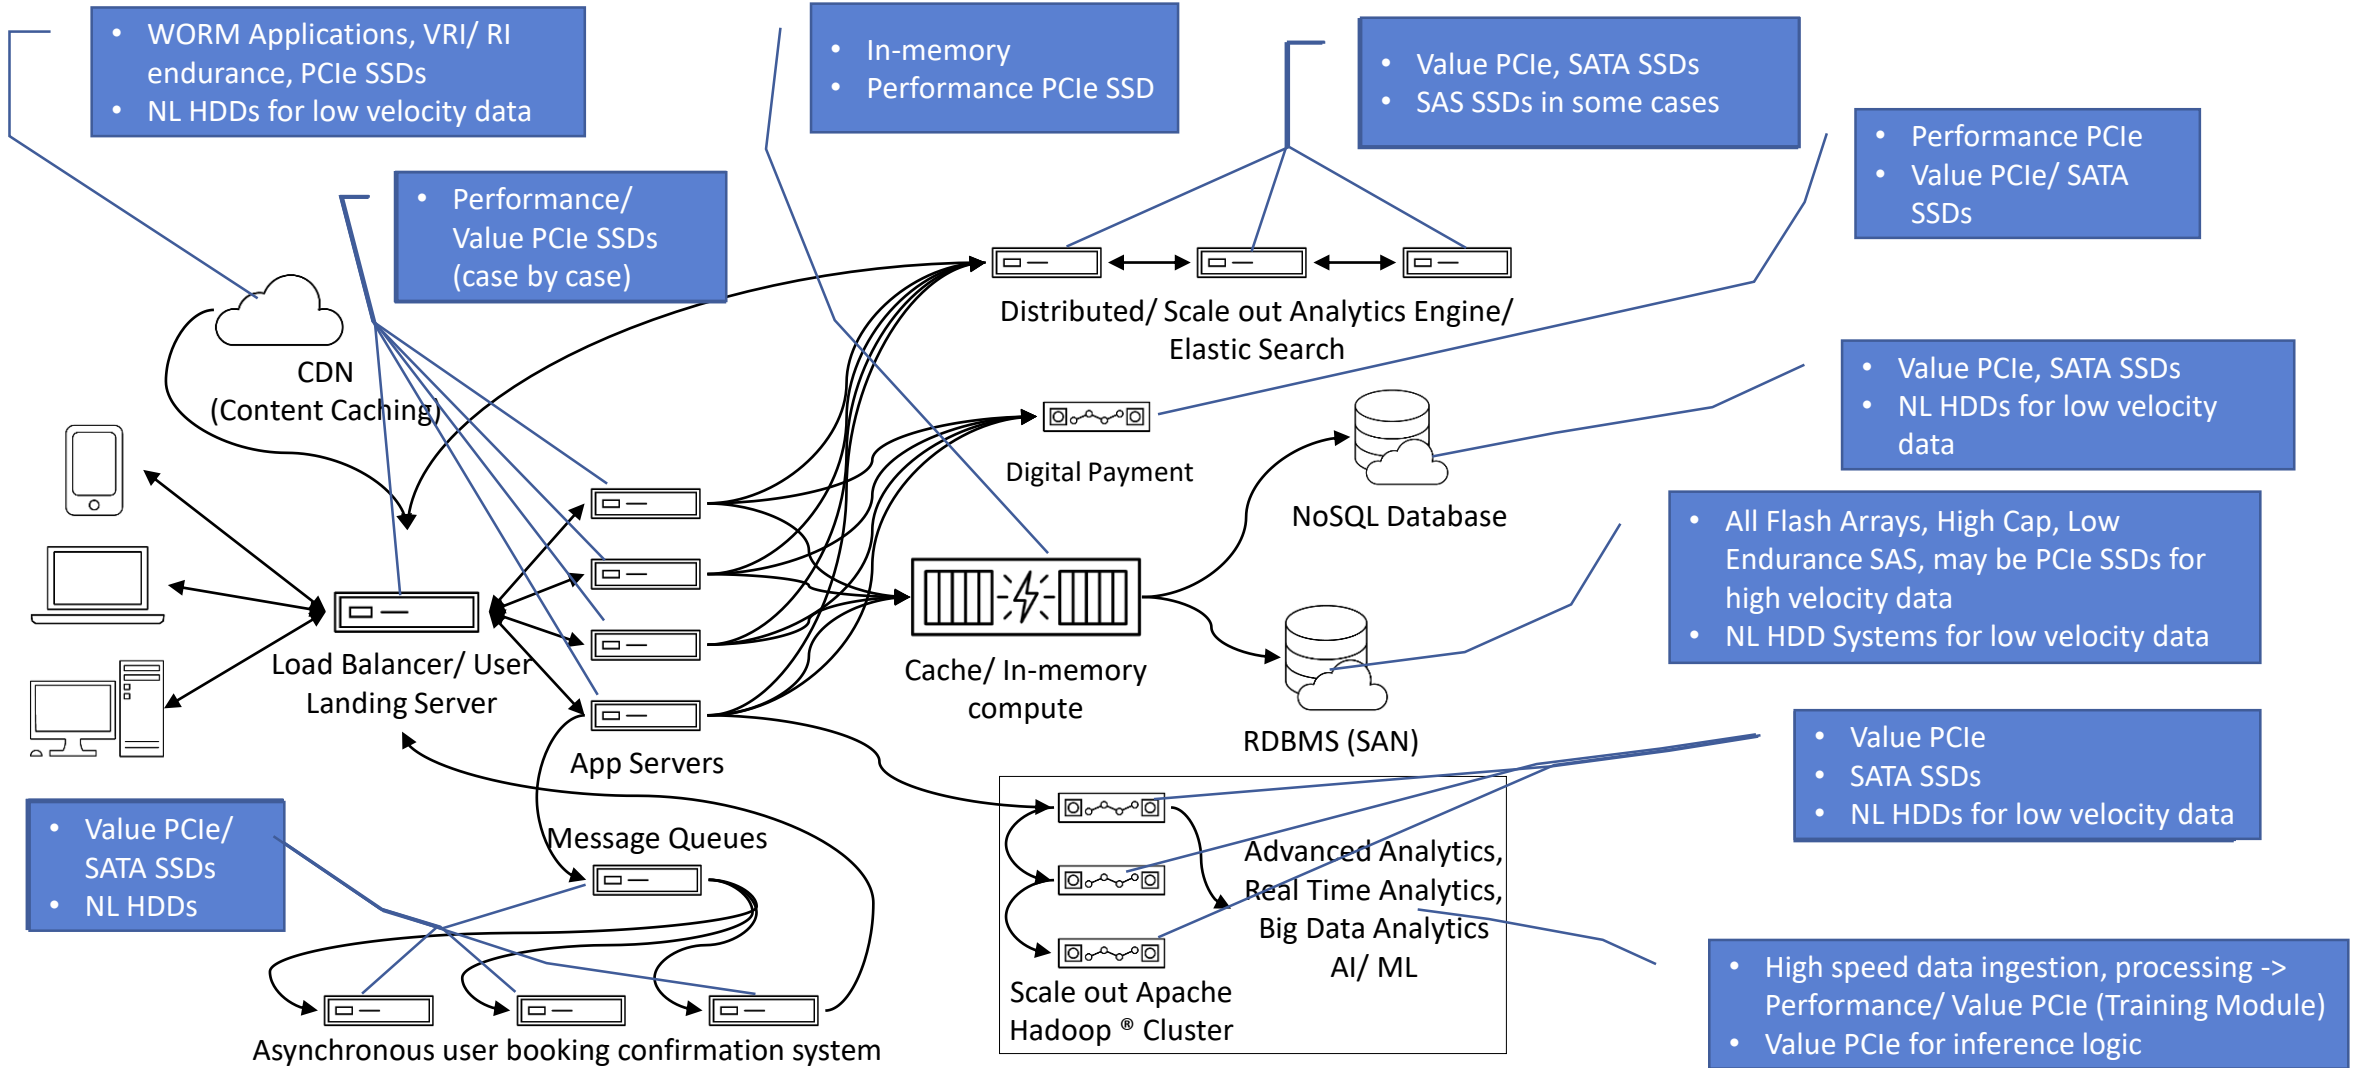 • WORM Applications, VRI/ RI
endurance, PCIe SSDs
• NL HDDs for low velocity data
• In-memory
• Performance PCIe SSD
• Value PCIe, SATA SSDs
• SAS SSDs in some cases
• Performance PCIe
• Value PCIe/ SATA
SSDs
• Performance/
Value PCIe SSDs
(case by case)
Distributed/ Scale out Analytics Engine/
Elastic Search
CDN
(Content Caching)
• Value PCIe, SATA SSDs
• NL HDDs for low velocity
data
Digital Payment
NoSQL Database
• All Flash Arrays, High Cap, Low
Endurance SAS, may be PCIe SSDs for
high velocity data
• NL HDD Systems for low velocity data
Load Balancer/ User
Landing Server
Cache/ In-memory
compute
RDBMS (SAN)
App Servers
• Value PCIe
• SATA SSDs
• NL HDDs for low velocity data
• Value PCIe/
SATA SSDs
• NL HDDs
Message Queues
Advanced Analytics,
Real Time Analytics,
Big Data Analytics
AI/ ML
Scale out Apache
Hadoop ® Cluster
• High speed data ingestion, processing ->
Performance/ Value PCIe (Training Module)
• Value PCIe for inference logic
Asynchronous user booking confirmation system